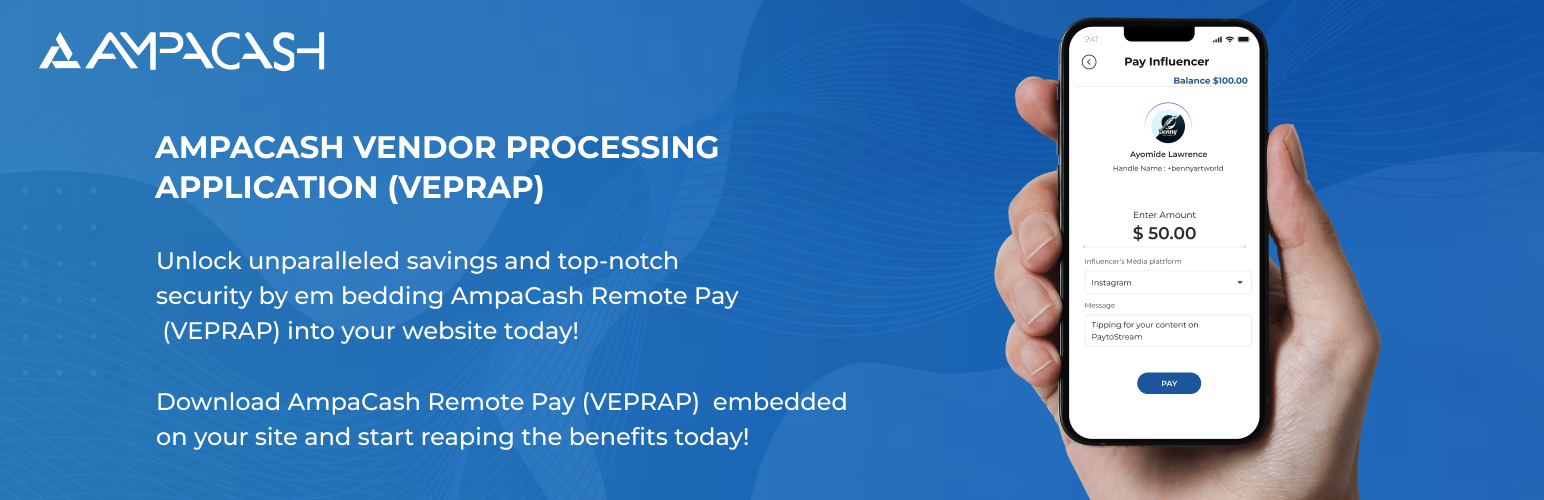 AMPACASH
AMPACASH VENDOR PROCESSING
APPLICATION (VEPRAP)
Unlock unparalleled savings and top-notch
security by em bedding AmpaCash Remote Pay
(VEPRAP) into your website today!
Download AmpaCash Remote Pay (VEPRAP)  embedded
on your site and start reaping the benefits today!
9:41
Pay Influencer
Balance $100.00
Ayomide Lawrence
Handle Name : +bennyartworld
Enter Amount
$ 50.00
Influencer's Media plattform
Instagram
Message
Tipping for your content on
PaytoStream
PAY